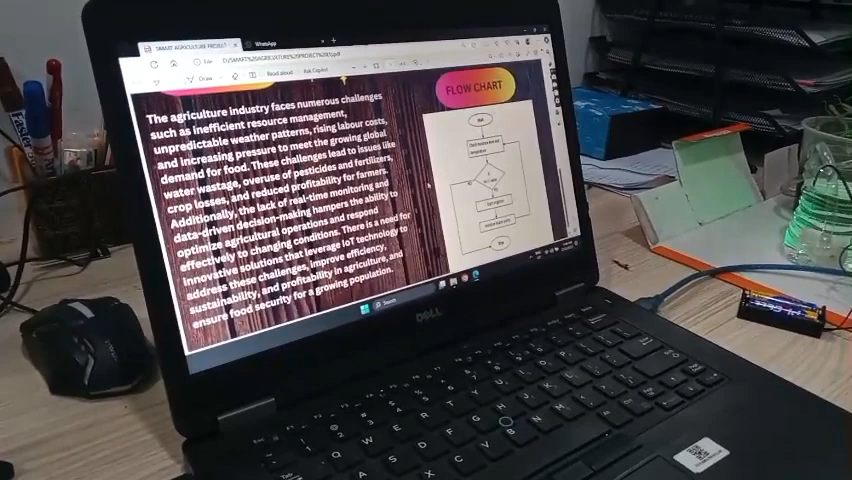 SMART AGRICULTURE PROJECT
WhatsApp
File
Draw
Read aloud
Ask Copilot
The agriculture industry faces numerous challenges
such as inefficient resource management,
unpredictable weather patterns, rising labour costs,
and increasing pressure to meet the growing global
demand for food. These challenges lead to issues like
water wastage, overuse of pesticides and fertilizers,
crop losses, and reduced profitability for farmers.
Additionally, the lack of real-time monitoring and
data-driven decision-making hampers the ability to
optimize agricultural operations and respond
effectively to changing conditions. There is a need for
innovative solutions that leverage IoT technology to
address these challenges, improve efficiency,
sustainability, and profitability in agriculture, and
ensure food security for a growing population.
FLOW CHART
Start
Stop
Search
DELL